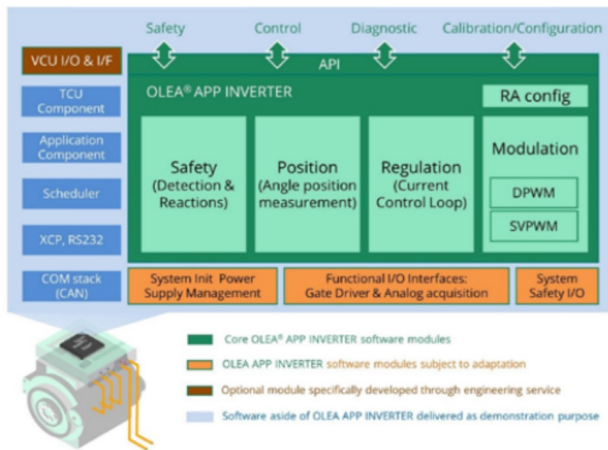 Safety
Control
Diagnostic
Calibration/Configuration
VCU I/O & I/F
API
TCU
Component
OLEA® APP INVERTER
RA config
Application
Component
Safety
(Detection &
Reactions)
Position
(Angle position
measurement)
Regulation
(Current
Control Loop)
Modulation
Scheduler
DPWM
SVPWM
XCP, RS232
COM stack
(CAN)
System Init Power
Supply Management
Functional I/O Interfaces:
Gate Driver & Analog acquisition
System
Safety I/O
Core OLEA® APP INVERTER software modules
OLEA APP INVERTER software modules subject to adaptation
Optional module specifically developed through engineering service
Software aside of OLEA APP INVERTER delivered as demonstration purpose